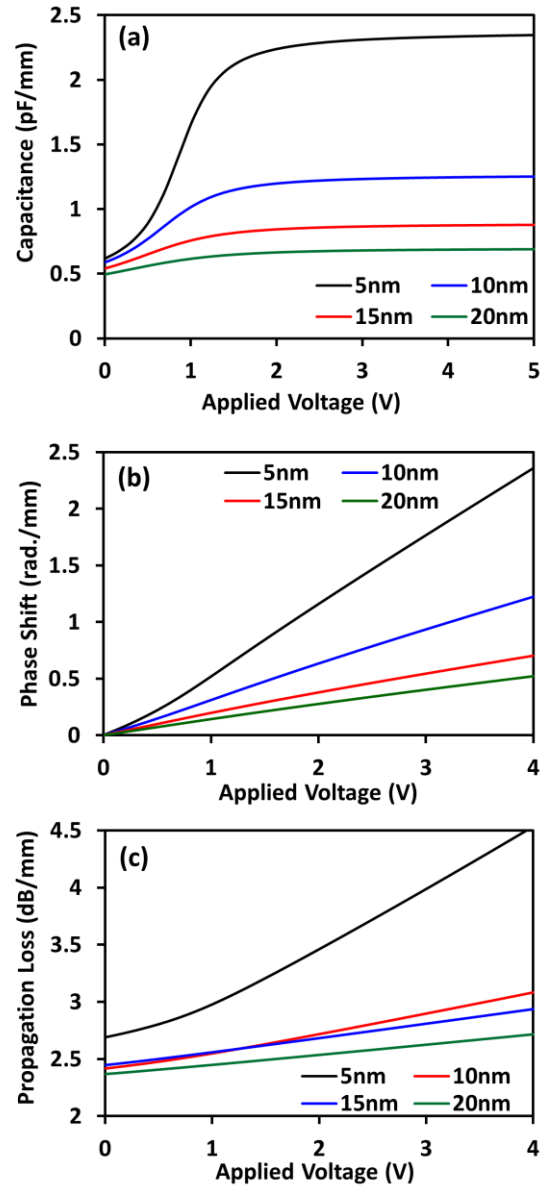 (a)
Capacitance (pF/mm)
2.5
2
1.5
1
0.5
0
5nm 10nm
15nm 20nm
0 1 2 3 4 5
Applied Voltage (V)
(b)
Phase Shift (rad./mm)
2.5
2
1.5
1
0.5
0
5nm 10nm
15nm 20nm
0 1 2 3 4
Applied Voltage (V)
(c)
Propagation Loss (dB/mm)
4.5
4
3.5
3
2.5
2
5nm 10nm
15nm 20nm
0 1 2 3 4
Applied Voltage (V)